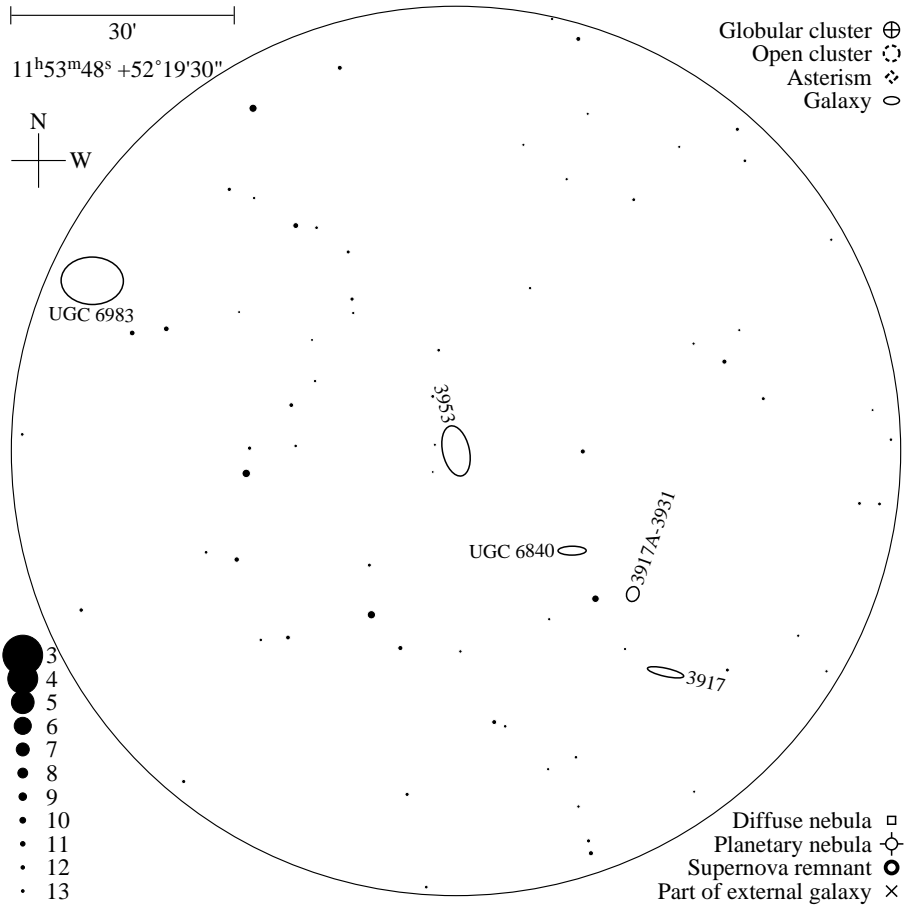 30'
11h53m48s +52°19'30"
N
W
Globular cluster
Open cluster
Asterism
Galaxy
UGC 6983
3953
UGC 6840
3917A-3931
3917
3
4
5
6
7
8
9
10
11
12
13
Diffuse nebula
Planetary nebula
Supernova remnant
Part of external galaxy